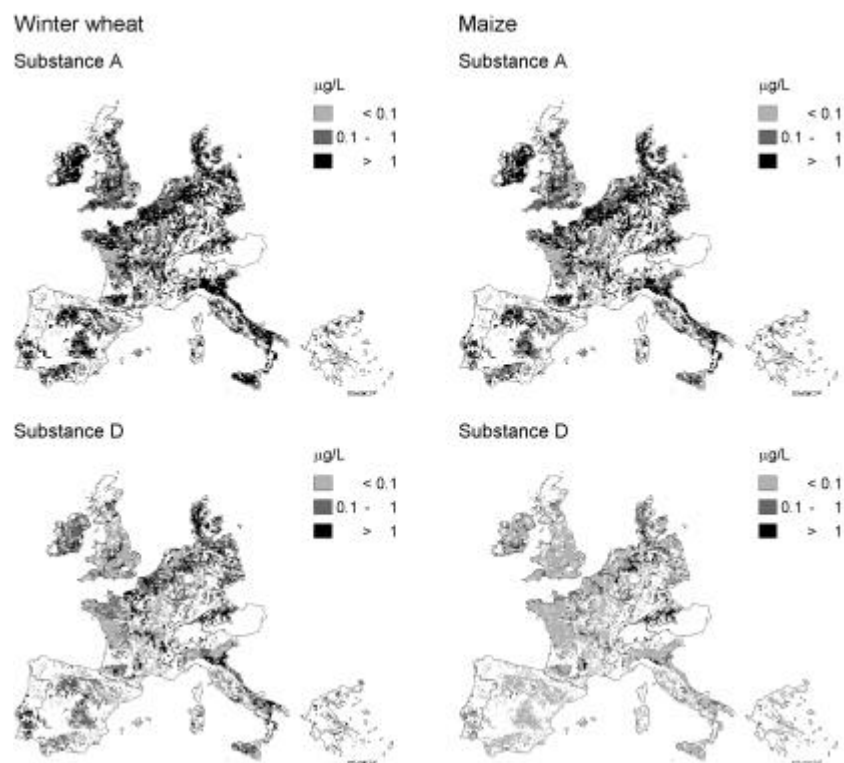 Winter wheat
Substance A
µg/L
< 0.1
0.1 - 1
> 1
Maize
Substance A
µg/L
< 0.1
0.1 - 1
> 1
Substance D
µg/L
< 0.1
0.1 - 1
> 1
Substance D
µg/L
< 0.1
0.1 - 1
> 1